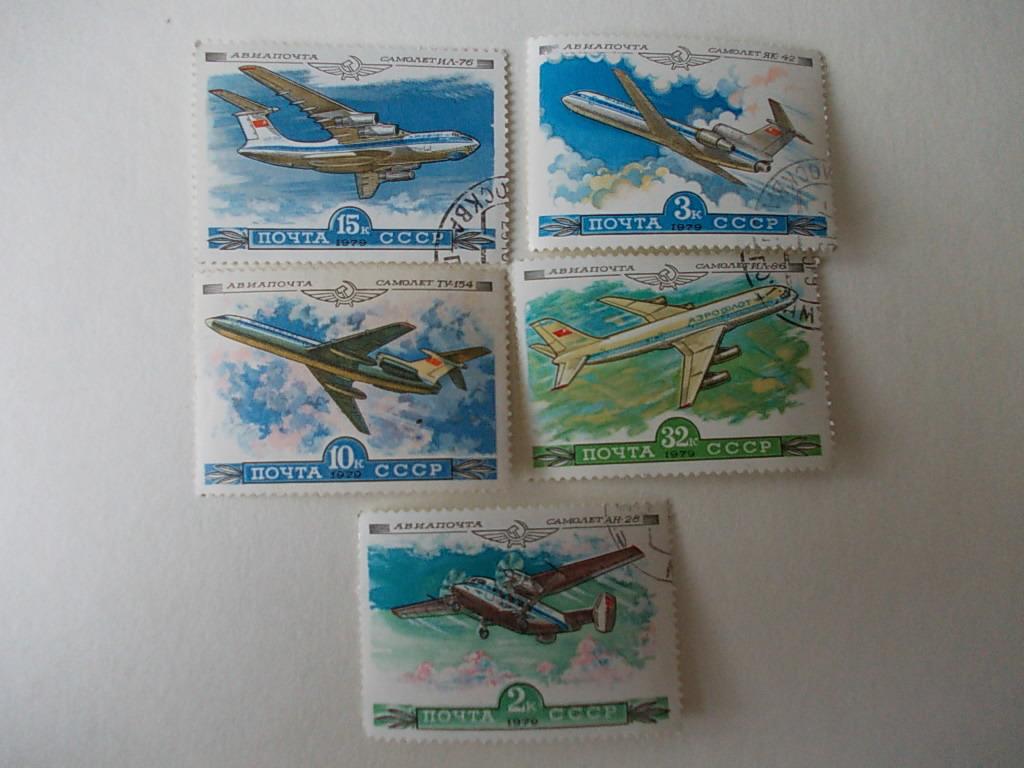 АВИАПОЧТА САМОЛЕТ ИЛ-76
15к
1979
ПОЧТА СССР
МОСКВА
АВИАПОЧТА САМОЛЕТ ЯК-42
3к
1979
ПОЧТА СССР
АВИАПОЧТА САМОЛЕТ ТУ-154
10к
1979
ПОЧТА СССР
АВИАПОЧТА САМОЛЕТ ИЛ-86
АЭРОФЛОТ
32к
1979
ПОЧТА СССР
АВИАПОЧТА САМОЛЕТ АН-28
2к
1979
ПОЧТА СССР